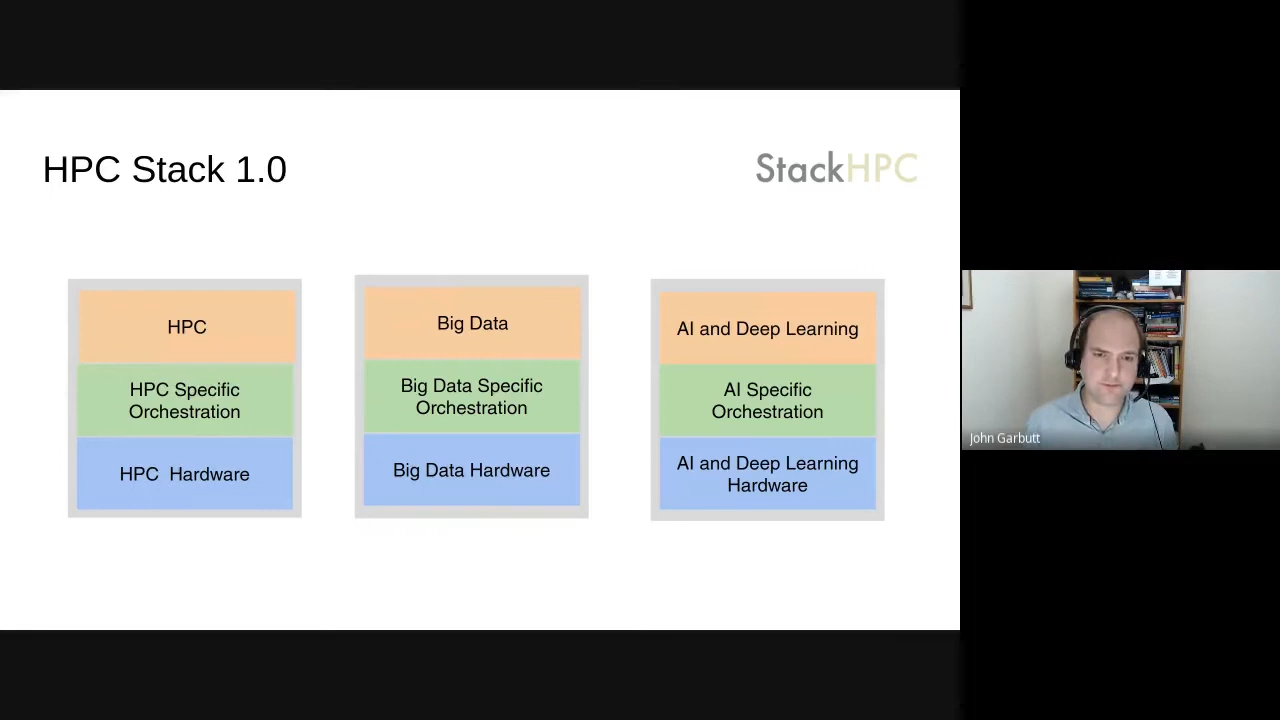 HPC Stack 1.0
StackHPC
HPC
HPC Specific
Orchestration
HPC Hardware
Big Data
Big Data Specific
Orchestration
Big Data Hardware
AI and Deep Learning
AI Specific
Orchestration
AI and Deep Learning
Hardware
John Garbutt